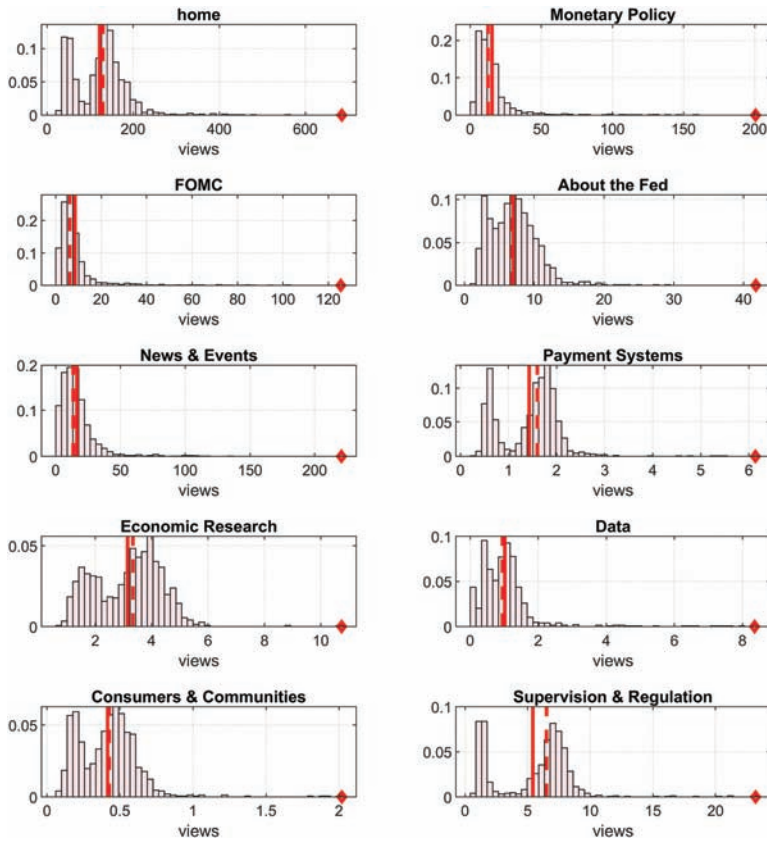 home
0.1
0.05
0
0 200 400 600
views
Monetary Policy
0.2
0.1
0
0 50 100 150 200
views
FOMC
0.2
0.1
0
0 20 40 60 80 100 120
views
About the Fed
0.1
0.05
0
0 10 20 30 40
views
News & Events
0.2
0.1
0
0 50 100 150 200
views
Payment Systems
0.1
0.05
0
0 1 2 3 4 5 6
views
Economic Research
0.05
0
2 4 6 8 10
views
Data
0.1
0.05
0
0 2 4 6 8
views
Consumers & Communities
0.05
0
0 0.5 1 1.5 2
views
Supervision & Regulation
0.1
0.05
0
0 5 10 15 20
views